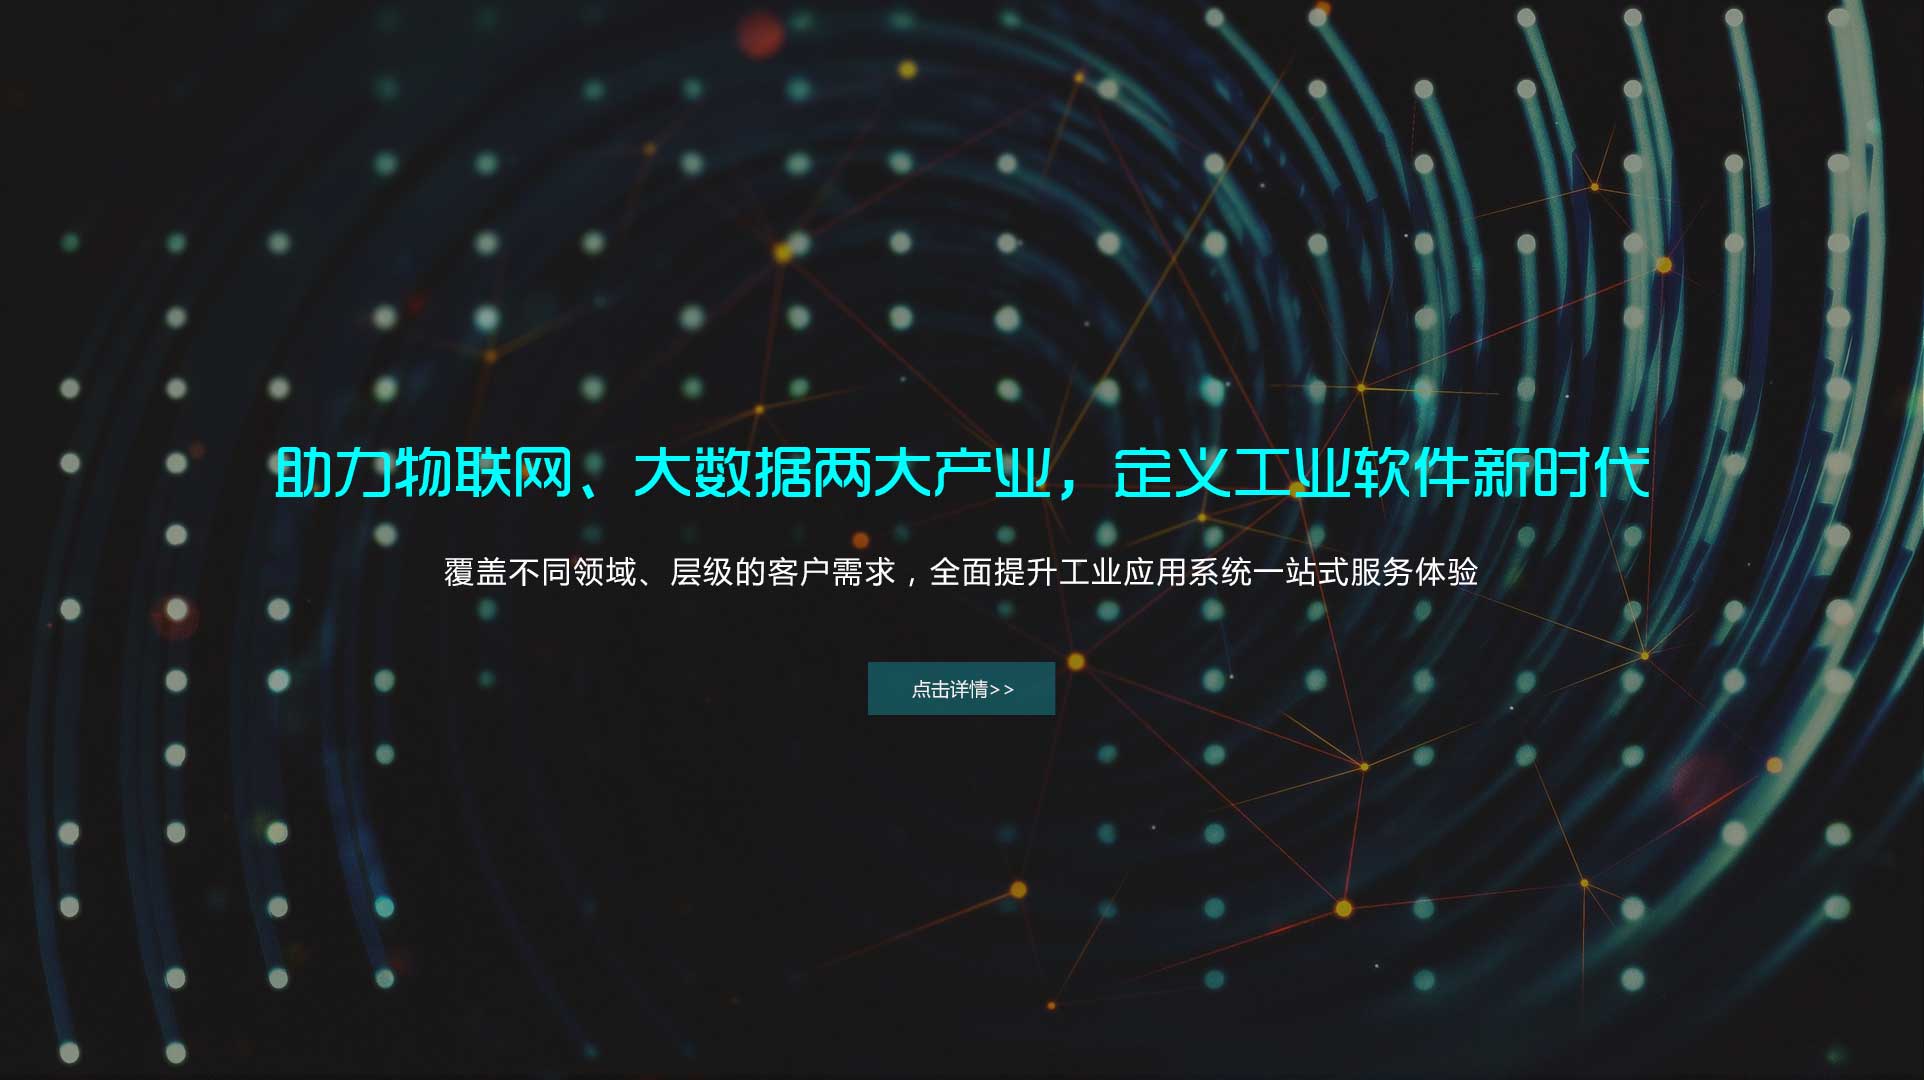 助力物联网、大数据两大产业，定义工业软件新时代
覆盖不同领域、层级的客户需求，全面提升工业应用系统一站式服务体验
点击详情>>